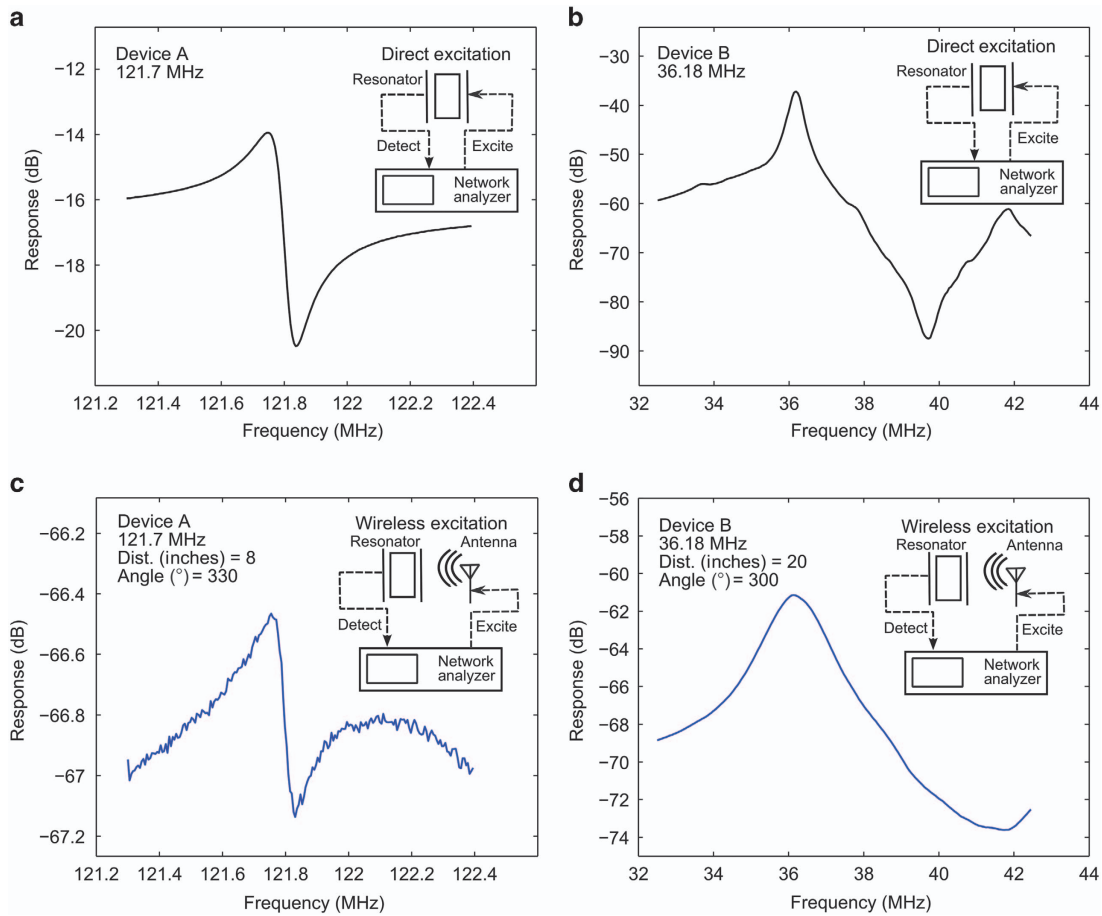 a
Device A
121.7 MHz
Direct excitation
Resonator
Detect
Excite
Network
analyzer
−12
−14
−16
−18
−20
Response (dB)
121.2 121.4 121.6 121.8 122 122.2 122.4
Frequency (MHz)
b
Device B
36.18 MHz
Direct excitation
Resonator
Detect
Excite
Network
analyzer
−30
−40
−50
−60
−70
−80
−90
Response (dB)
32 34 36 38 40 42 44
Frequency (MHz)
c
Device A
121.7 MHz
Dist. (inches) = 8
Angle (°) = 330
Wireless excitation
Resonator
Antenna
Detect
Excite
Network
analyzer
−66.2
−66.4
−66.6
−66.8
−67
−67.2
Response (dB)
121.2 121.4 121.6 121.8 122 122.2 122.4
Frequency (MHz)
d
Device B
36.18 MHz
Dist. (inches) = 20
Angle (°) = 300
Wireless excitation
Resonator
Antenna
Detect
Excite
Network
analyzer
−56
−58
−60
−62
−64
−66
−68
−70
−72
−74
Response (dB)
32 34 36 38 40 42 44
Frequency (MHz)